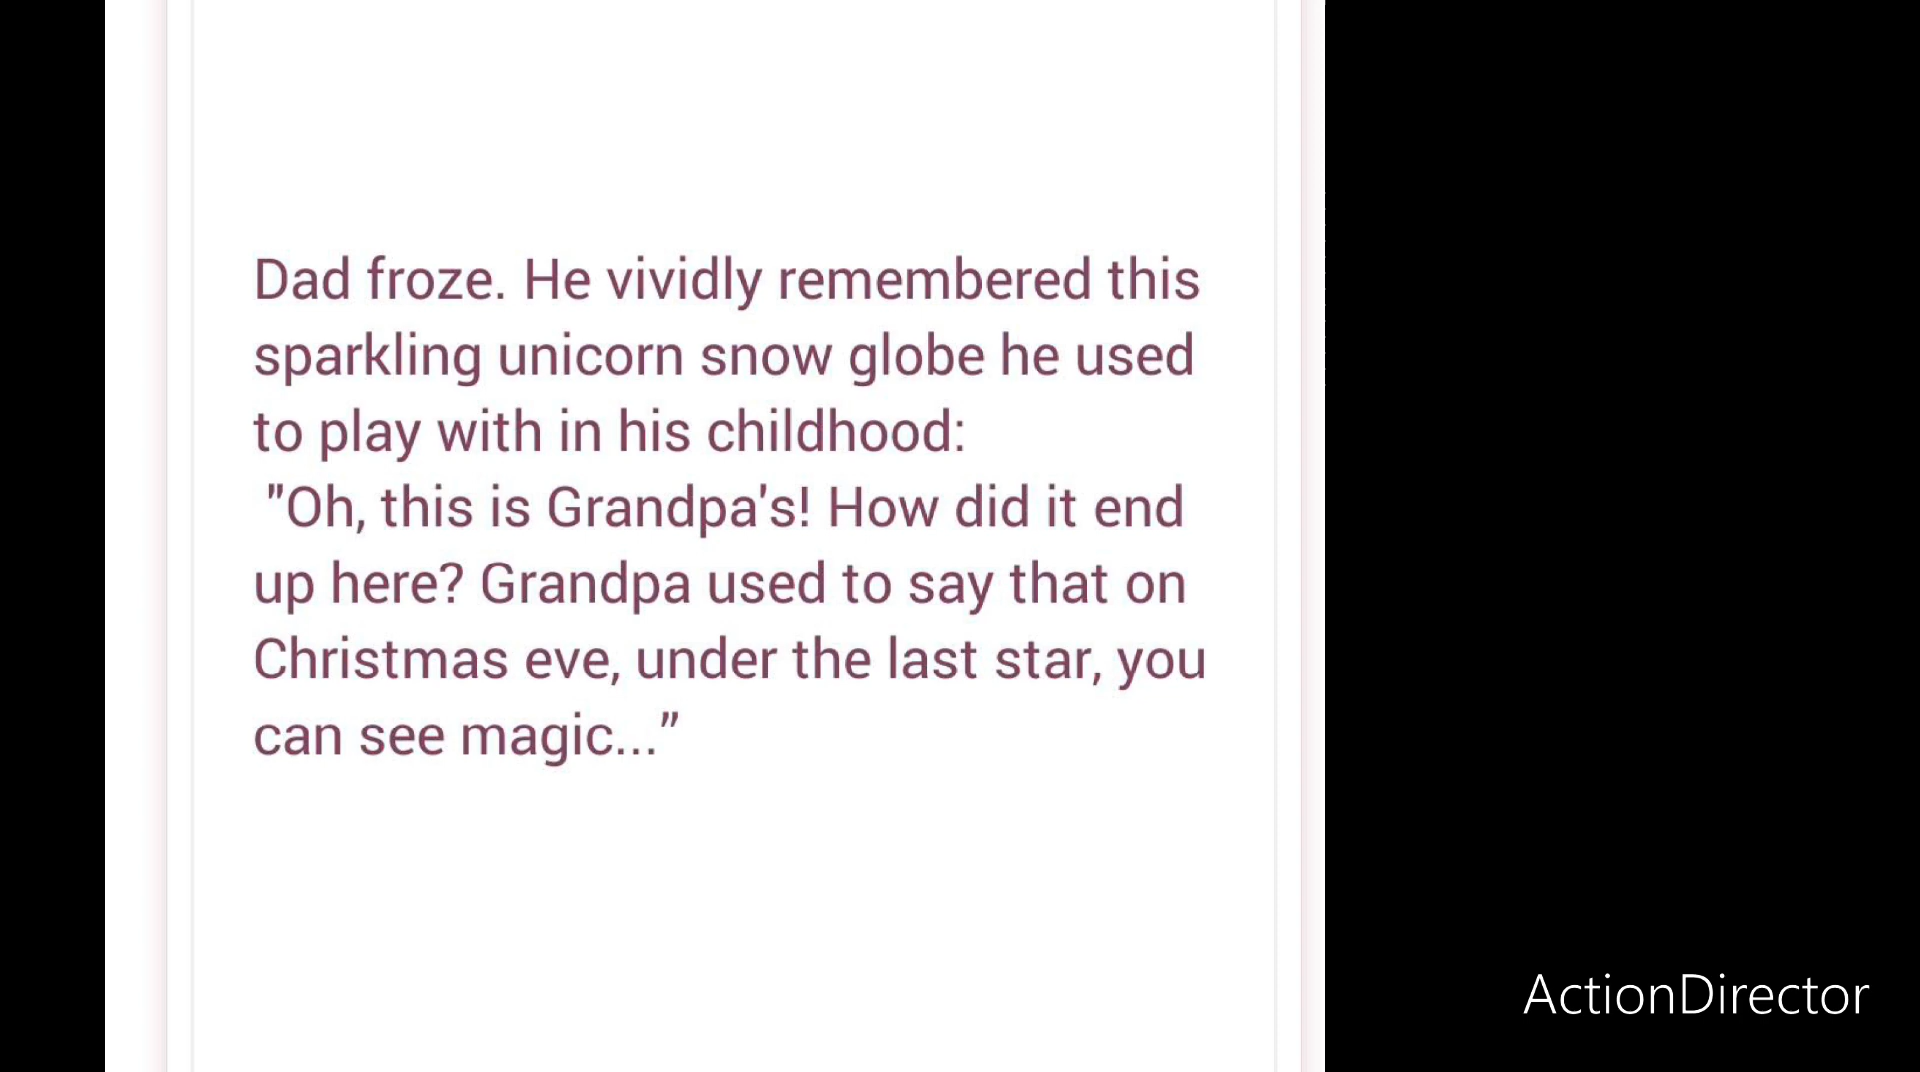 Dad froze. He vividly remembered this
sparkling unicorn snow globe he used
to play with in his childhood:
"Oh, this is Grandpa's! How did it end
up here? Grandpa used to say that on
Christmas eve, under the last star, you
can see magic...”
ActionDirector